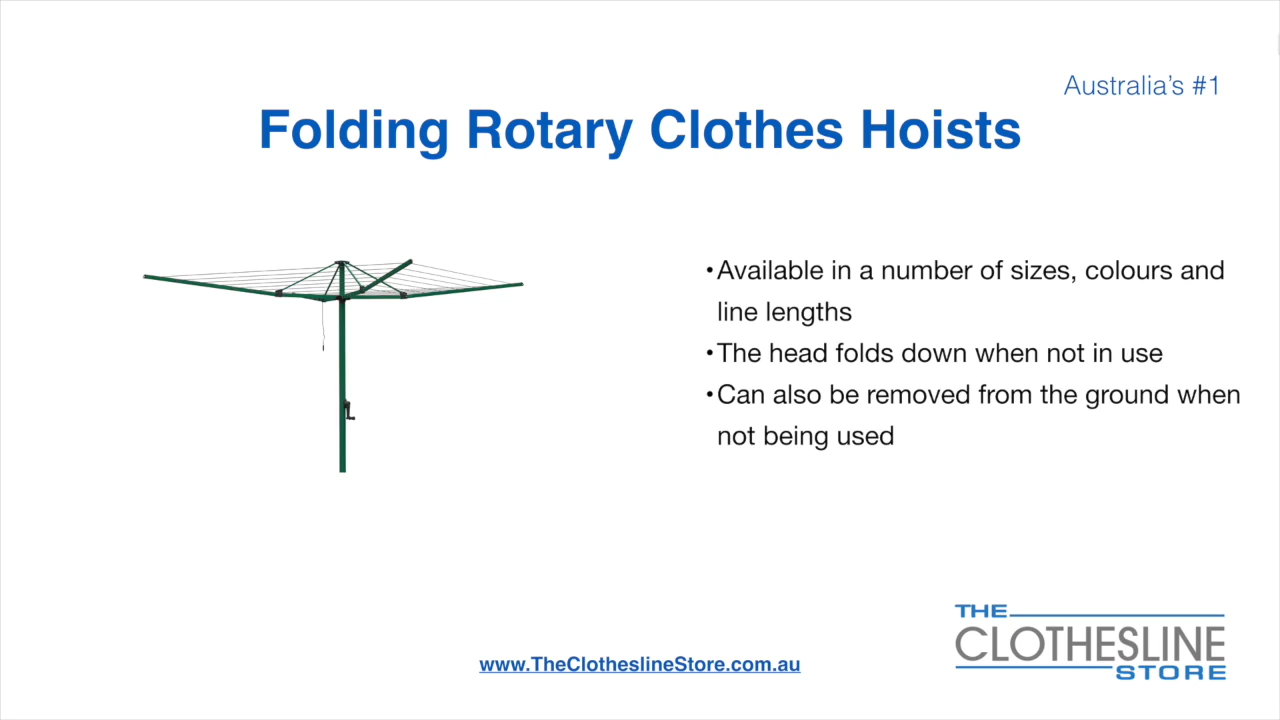 Australia's #1
Folding Rotary Clothes Hoists
•Available in a number of sizes, colours and
line lengths
•The head folds down when not in use
•Can also be removed from the ground when
not being used
www.TheClotheslineStore.com.au
THE
CLOTHESLINE
STORE